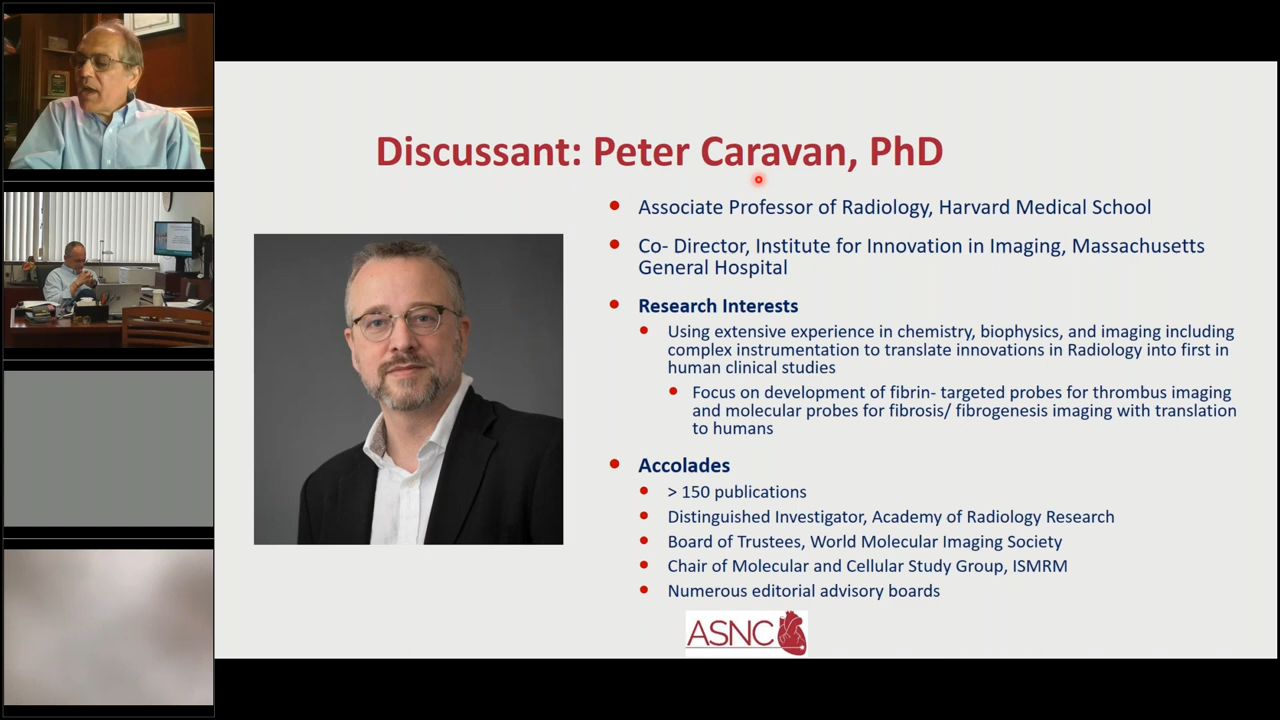 Discussant: Peter Caravan, PhD
Associate Professor of Radiology, Harvard Medical School
Co- Director, Institute for Innovation in Imaging, Massachusetts
General Hospital
Research Interests
Using extensive experience in chemistry, biophysics, and imaging including
complex instrumentation to translate innovations in Radiology into first in
human clinical studies
Focus on development of fibrin- targeted probes for thrombus imaging
and molecular probes for fibrosis/ fibrogenesis imaging with translation
to humans
Accolades
> 150 publications
Distinguished Investigator, Academy of Radiology Research
Board of Trustees, World Molecular Imaging Society
Chair of Molecular and Cellular Study Group, ISMRM
Numerous editorial advisory boards
ASNC